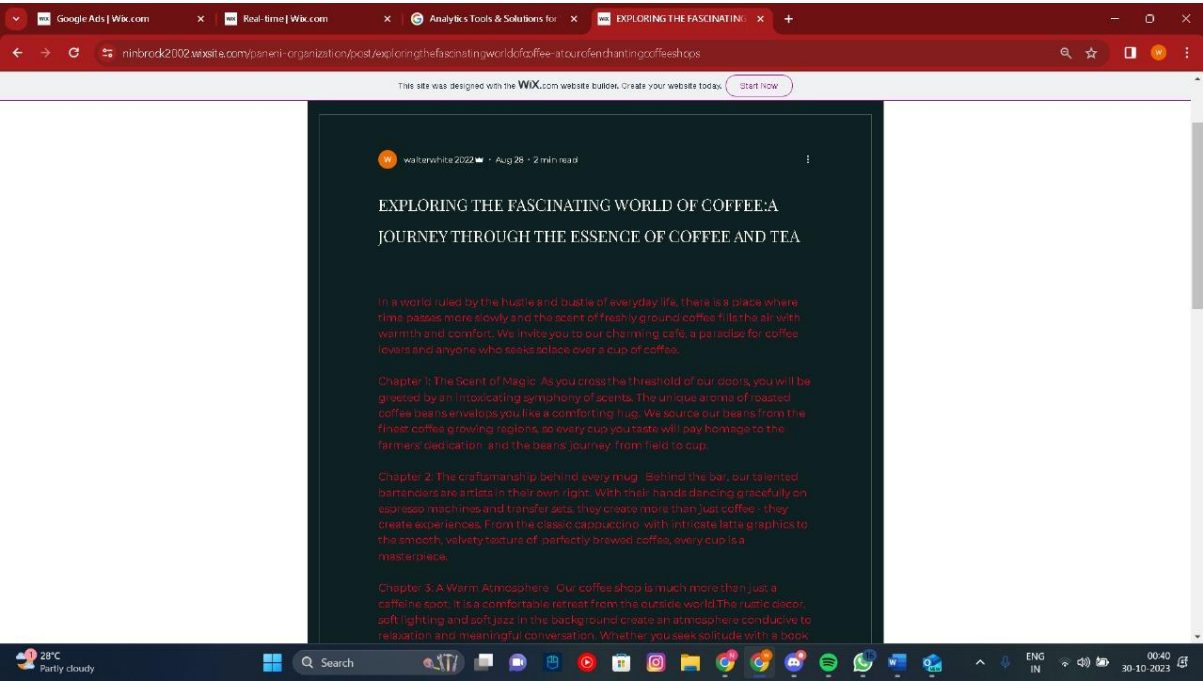 Google Ads | Wix.com
Real-time | Wix.com
Analytics Tools & Solutions for
EXPLORING THE FASCINATING
ninbrock2002.wixsite.com/paneni-organization/post/exploringthefascinatingworldofcoffee-atourofenchantingcoffeeshops
This site was designed with the WiX.com website builder. Create your website today. Start Now
W walterwhite2022 · Aug 28 · 2 min read
EXPLORING THE FASCINATING WORLD OF COFFEE:A
JOURNEY THROUGH THE ESSENCE OF COFFEE AND TEA
In a world ruled by the hustle and bustle of everyday life, there is a place where
time passes more slowly and the scent of freshly ground coffee fills the air with
warmth and comfort. We invite you to our charming café, a paradise for coffee
lovers and anyone who seeks solace over a cup of coffee.
Chapter 1: The Scent of Magic As you cross the threshold of our doors, you will be
greeted by an intoxicating symphony of scents. The unique aroma of roasted
coffee beans envelops you like a comforting hug. We source our beans from the
finest coffee growing regions, so every cup you taste will pay homage to the
farmers' dedication and the beans' journey from field to cup.
Chapter 2: The craftsmanship behind every mug Behind the bar, our talented
bartenders are artists in their own right. With their hands dancing gracefully on
espresso machines and transfer sets, they create more than just coffee - they
create experiences. From the classic cappuccino with intricate latte graphics to
the smooth, velvety texture of perfectly brewed coffee, every cup is a
masterpiece.
Chapter 3: A Warm Atmosphere Our coffee shop is much more than just a
caffeine spot; it is a comfortable retreat from the outside world The rustic decor,
soft lighting and soft jazz in the background create an atmosphere conducive to
relaxation and meaningful conversation. Whether you seek solitude with a book
1
28°C
Partly cloudy
Search
ENG
IN
00:40
30-10-2023